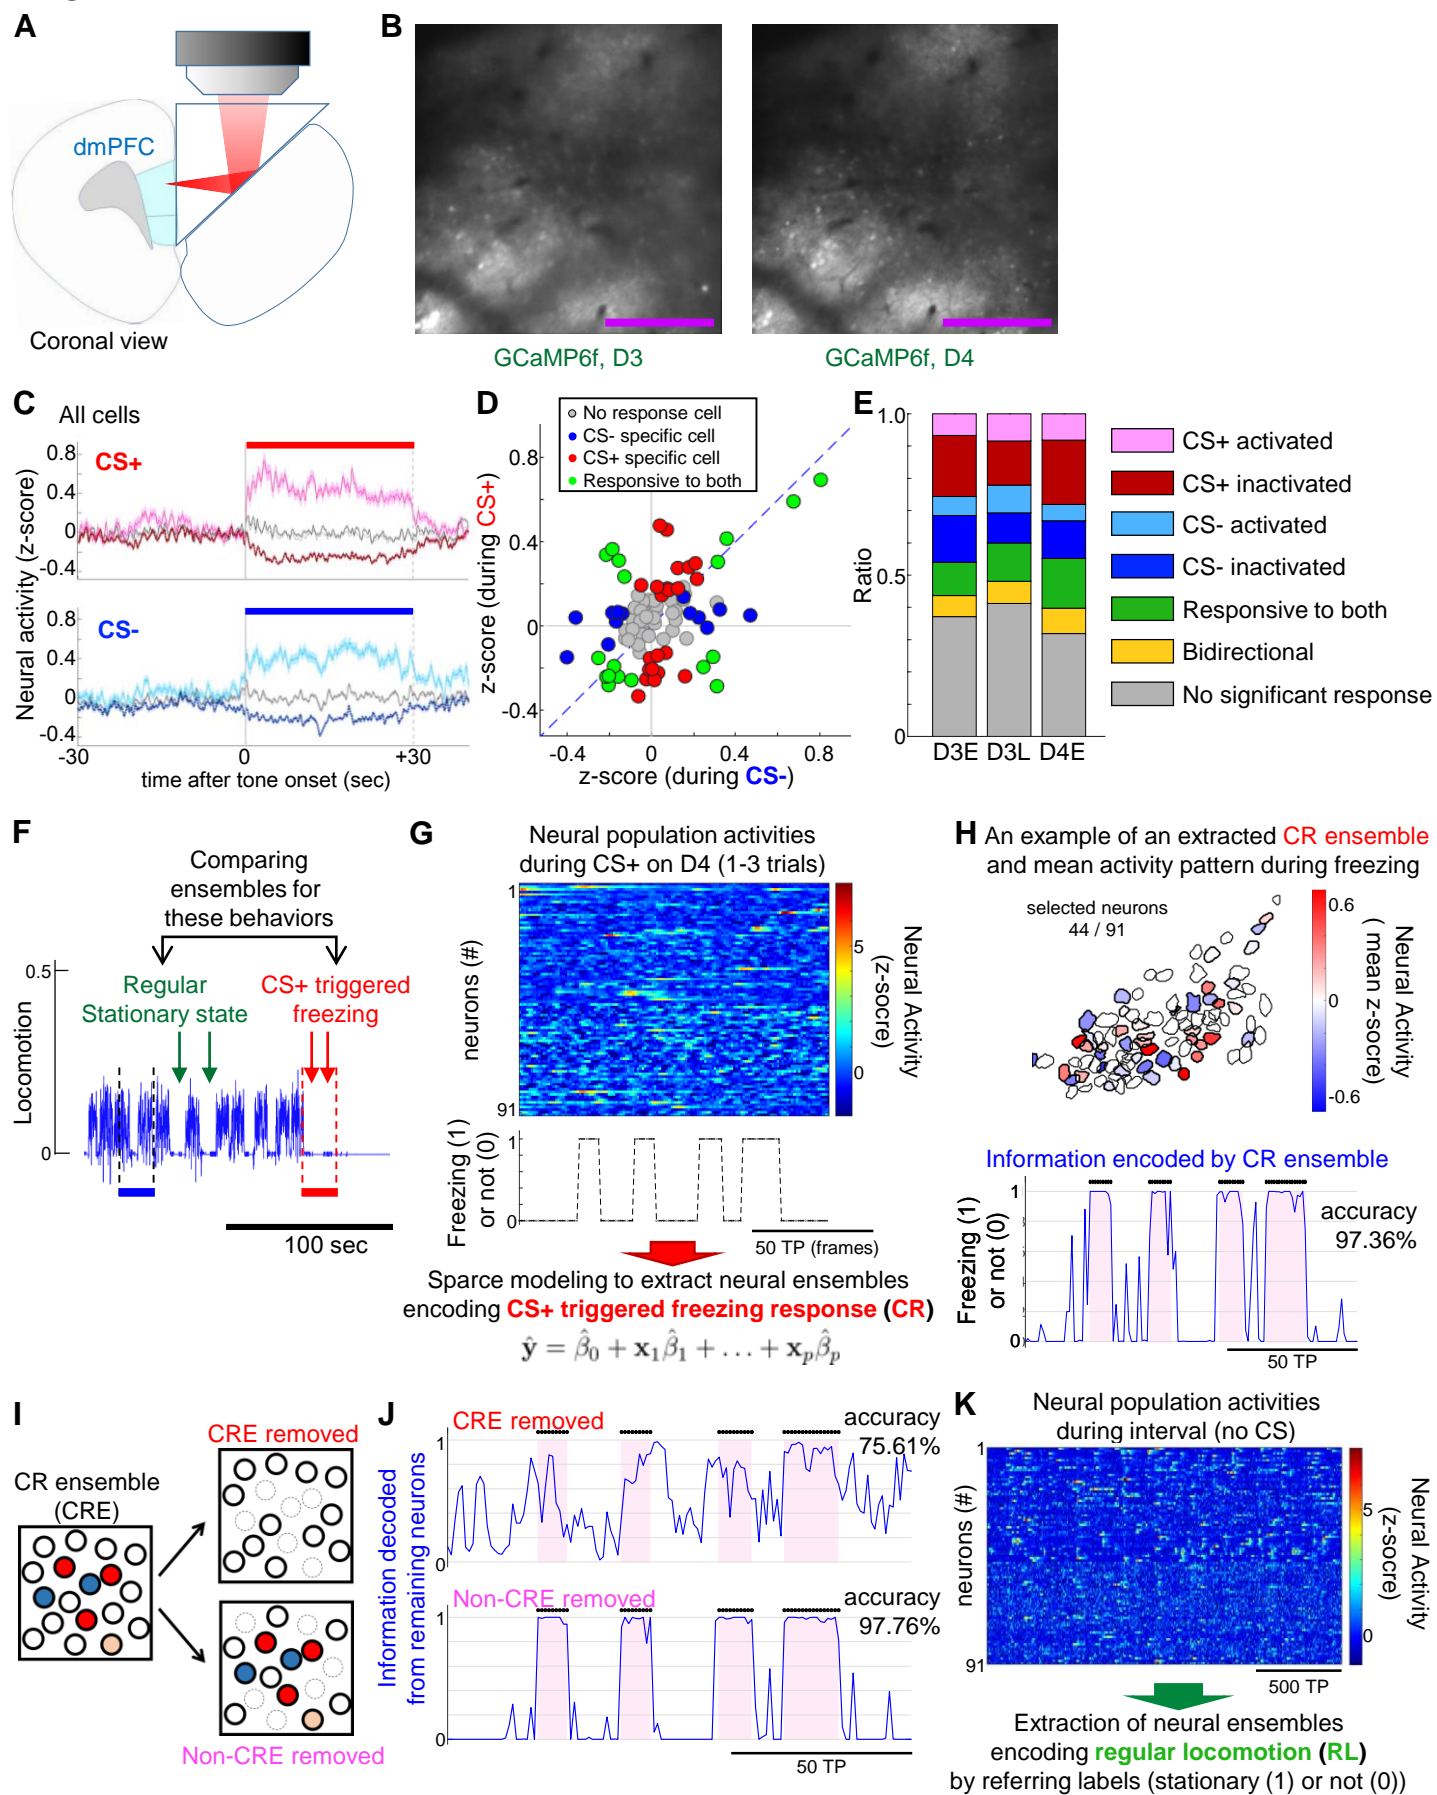 A
dmPFC
Coronal view
B
GCaMP6f, D3
GCaMP6f, D4
C
All cells
Neural activity (z-score)
CS+
0.8
0.4
0
-0.4
CS-
0.8
0.4
0
-0.4
-30
0
+30
time after tone onset (sec)
D
No response cell
CS- specific cell
CS+ specific cell
Responsive to both
z-score (during CS+)
0.8
0.4
0
-0.4
-0.4
0
0.4
0.8
z-score (during CS-)
E
Ratio
1.0
0.5
0
D3E D3L D4E
CS+ activated
CS+ inactivated
CS- activated
CS- inactivated
Responsive to both
Bidirectional
No significant response
F
Comparing
ensembles for
these behaviors
Regular
Stationary state
CS+ triggered
freezing
Locomotion
0.5
0
100 sec
G
Neural population activities
during CS+ on D4 (1-3 trials)
neurons (#)
1
91
5
0
Neural Activity
(z-socre)
Freezing (1)
or not (0)
1
0
50 TP (frames)
Sparce modeling to extract neural ensembles
encoding CS+ triggered freezing response (CR)
ŷ = β̂0 + x1β̂1 + . . . + xpβ̂p
H
An example of an extracted CR ensemble
and mean activity pattern during freezing
selected neurons
44 / 91
0.6
0
-0.6
Neural Activity
( mean z-socre)
Information encoded by CR ensemble
Freezing (1)
or not (0)
1
0
accuracy
97.36%
50 TP
I
CR ensemble
(CRE)
CRE removed
Non-CRE removed
J
Information decoded
from remaining neurons
CRE removed
accuracy
75.61%
1
0
Non-CRE removed
accuracy
97.76%
1
0
50 TP
K
Neural population activities
during interval (no CS)
neurons (#)
1
91
5
0
Neural Activity
(z-socre)
500 TP
Extraction of neural ensembles
encoding regular locomotion (RL)
by referring labels (stationary (1) or not (0))